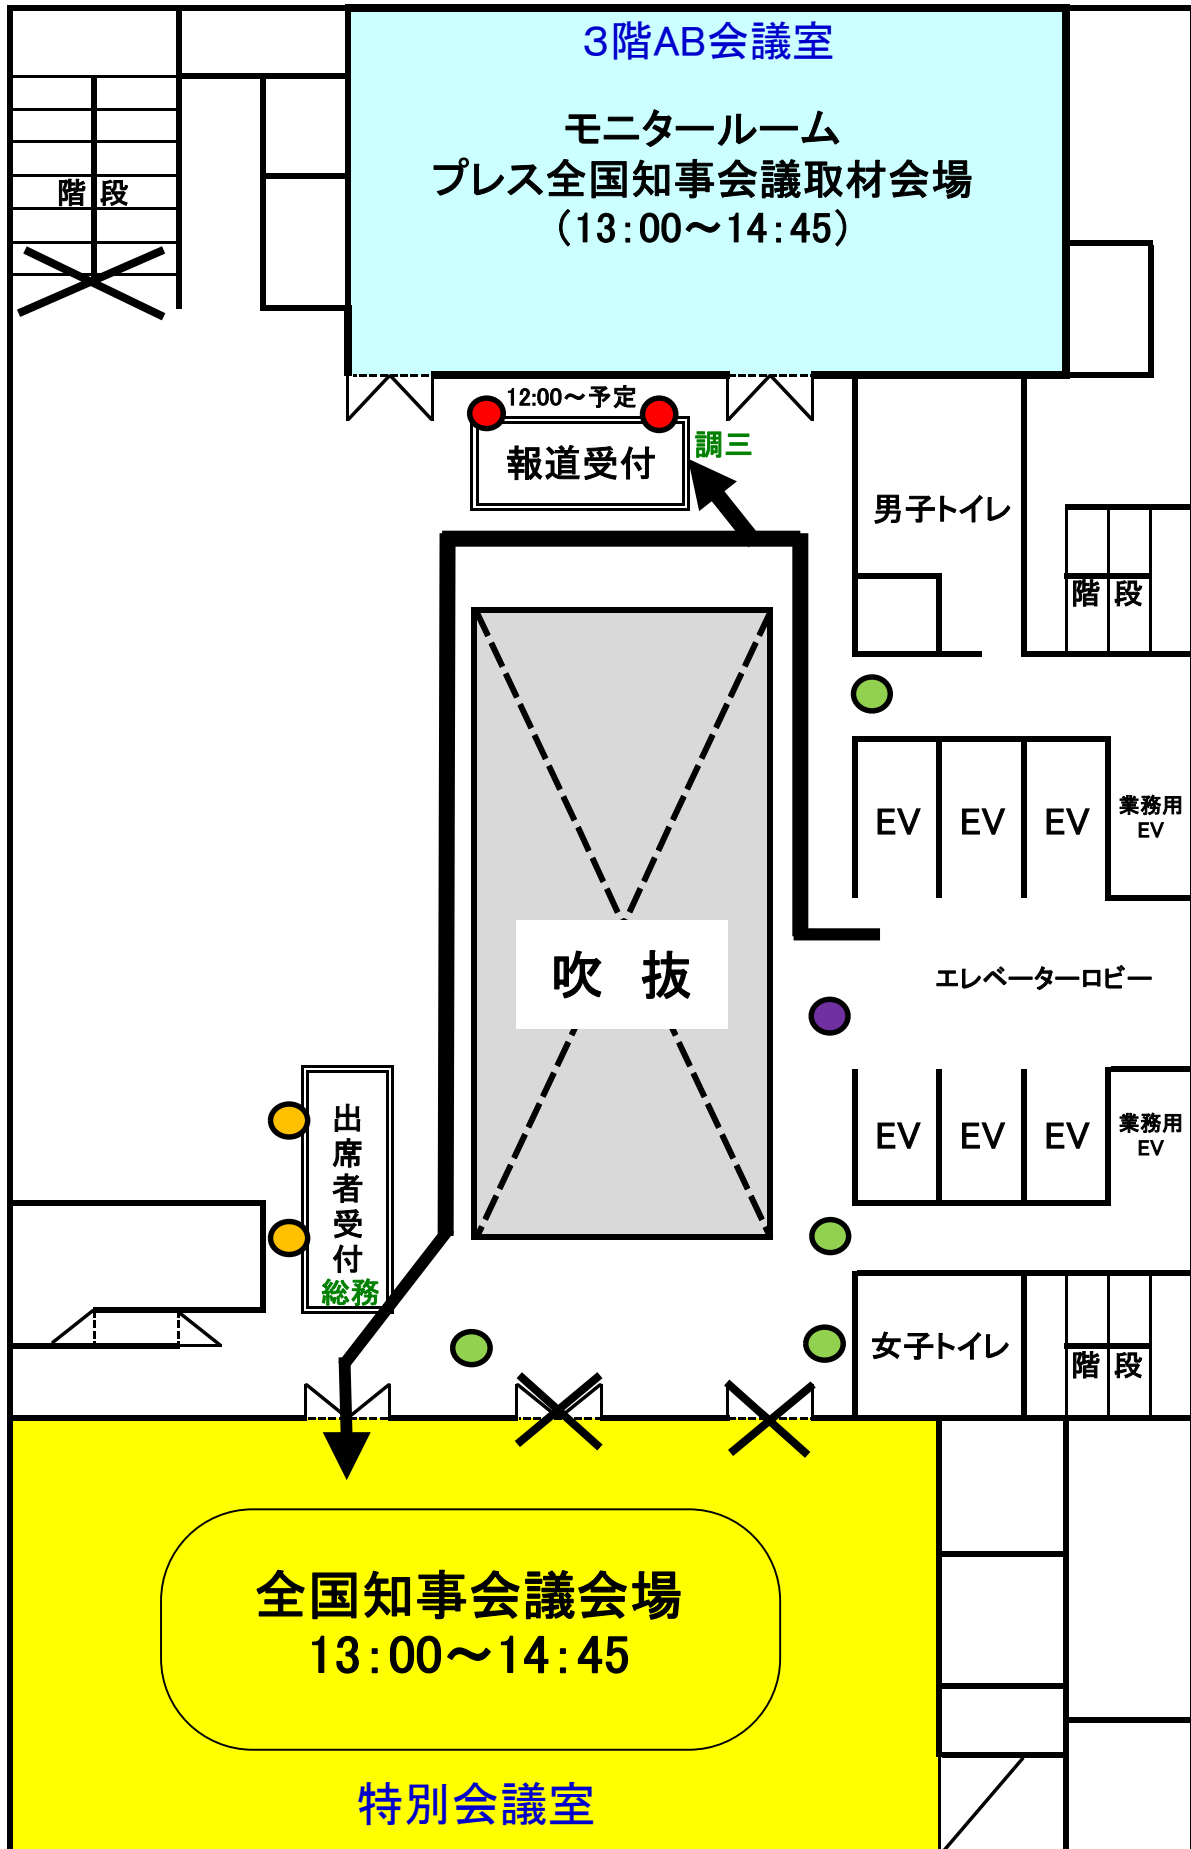 3階AB会議室
モニタールーム
プレス全国知事会議取材会場
(13:00～14:45)
階段
12:00～予定
報道受付
調三
男子トイレ
階段
EV
EV
EV
業務用
EV
吹 抜
エレベーターロビー
出席者受付
総務
EV
EV
EV
業務用
EV
女子トイレ
階段
全国知事会議会場
13:00～14:45
特別会議室